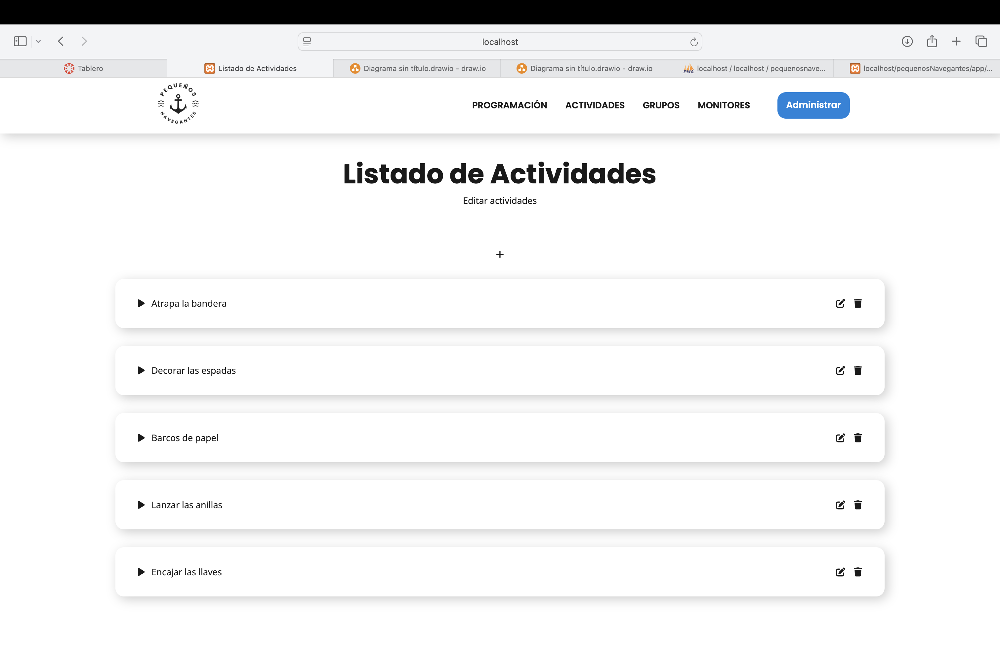 localhost
Tablero
Listado de Actividades
Diagrama sin título.drawio - draw.io
Diagrama sin título.drawio - draw.io
PMA
localhost / localhost / pequenosnave...
localhost/pequenosNavegantes/app/...
PEQUEÑOS
NAVEGANTES
PROGRAMACIÓN
ACTIVIDADES
GRUPOS
MONITORES
Administrar
Listado de Actividades
Editar actividades
+
Atrapa la bandera
Decorar las espadas
Barcos de papel
Lanzar las anillas
Encajar las llaves